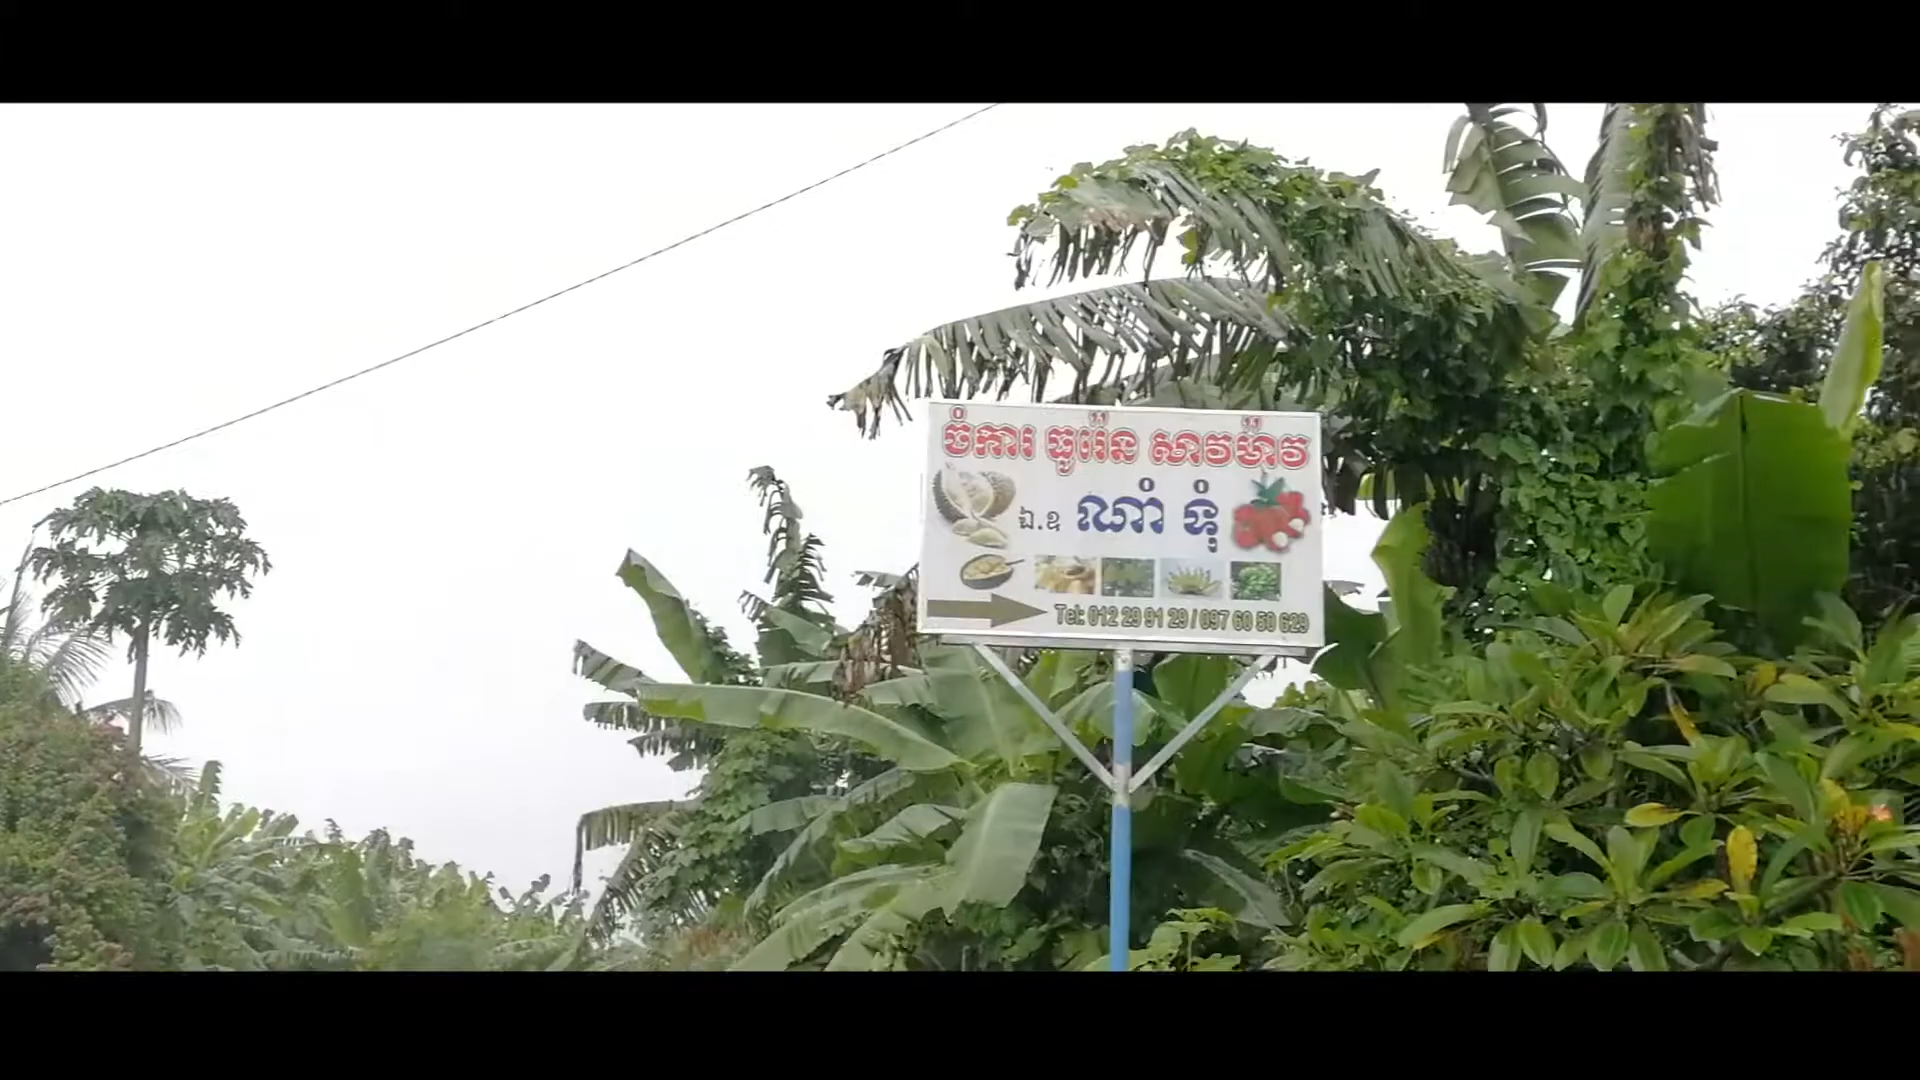 ចំការ ធូរ៉េន សាវម៉ាវ
ឯ.ឧ ណាំ ទុំ
Tel: 012 29 91 29 / 097 60 50 629